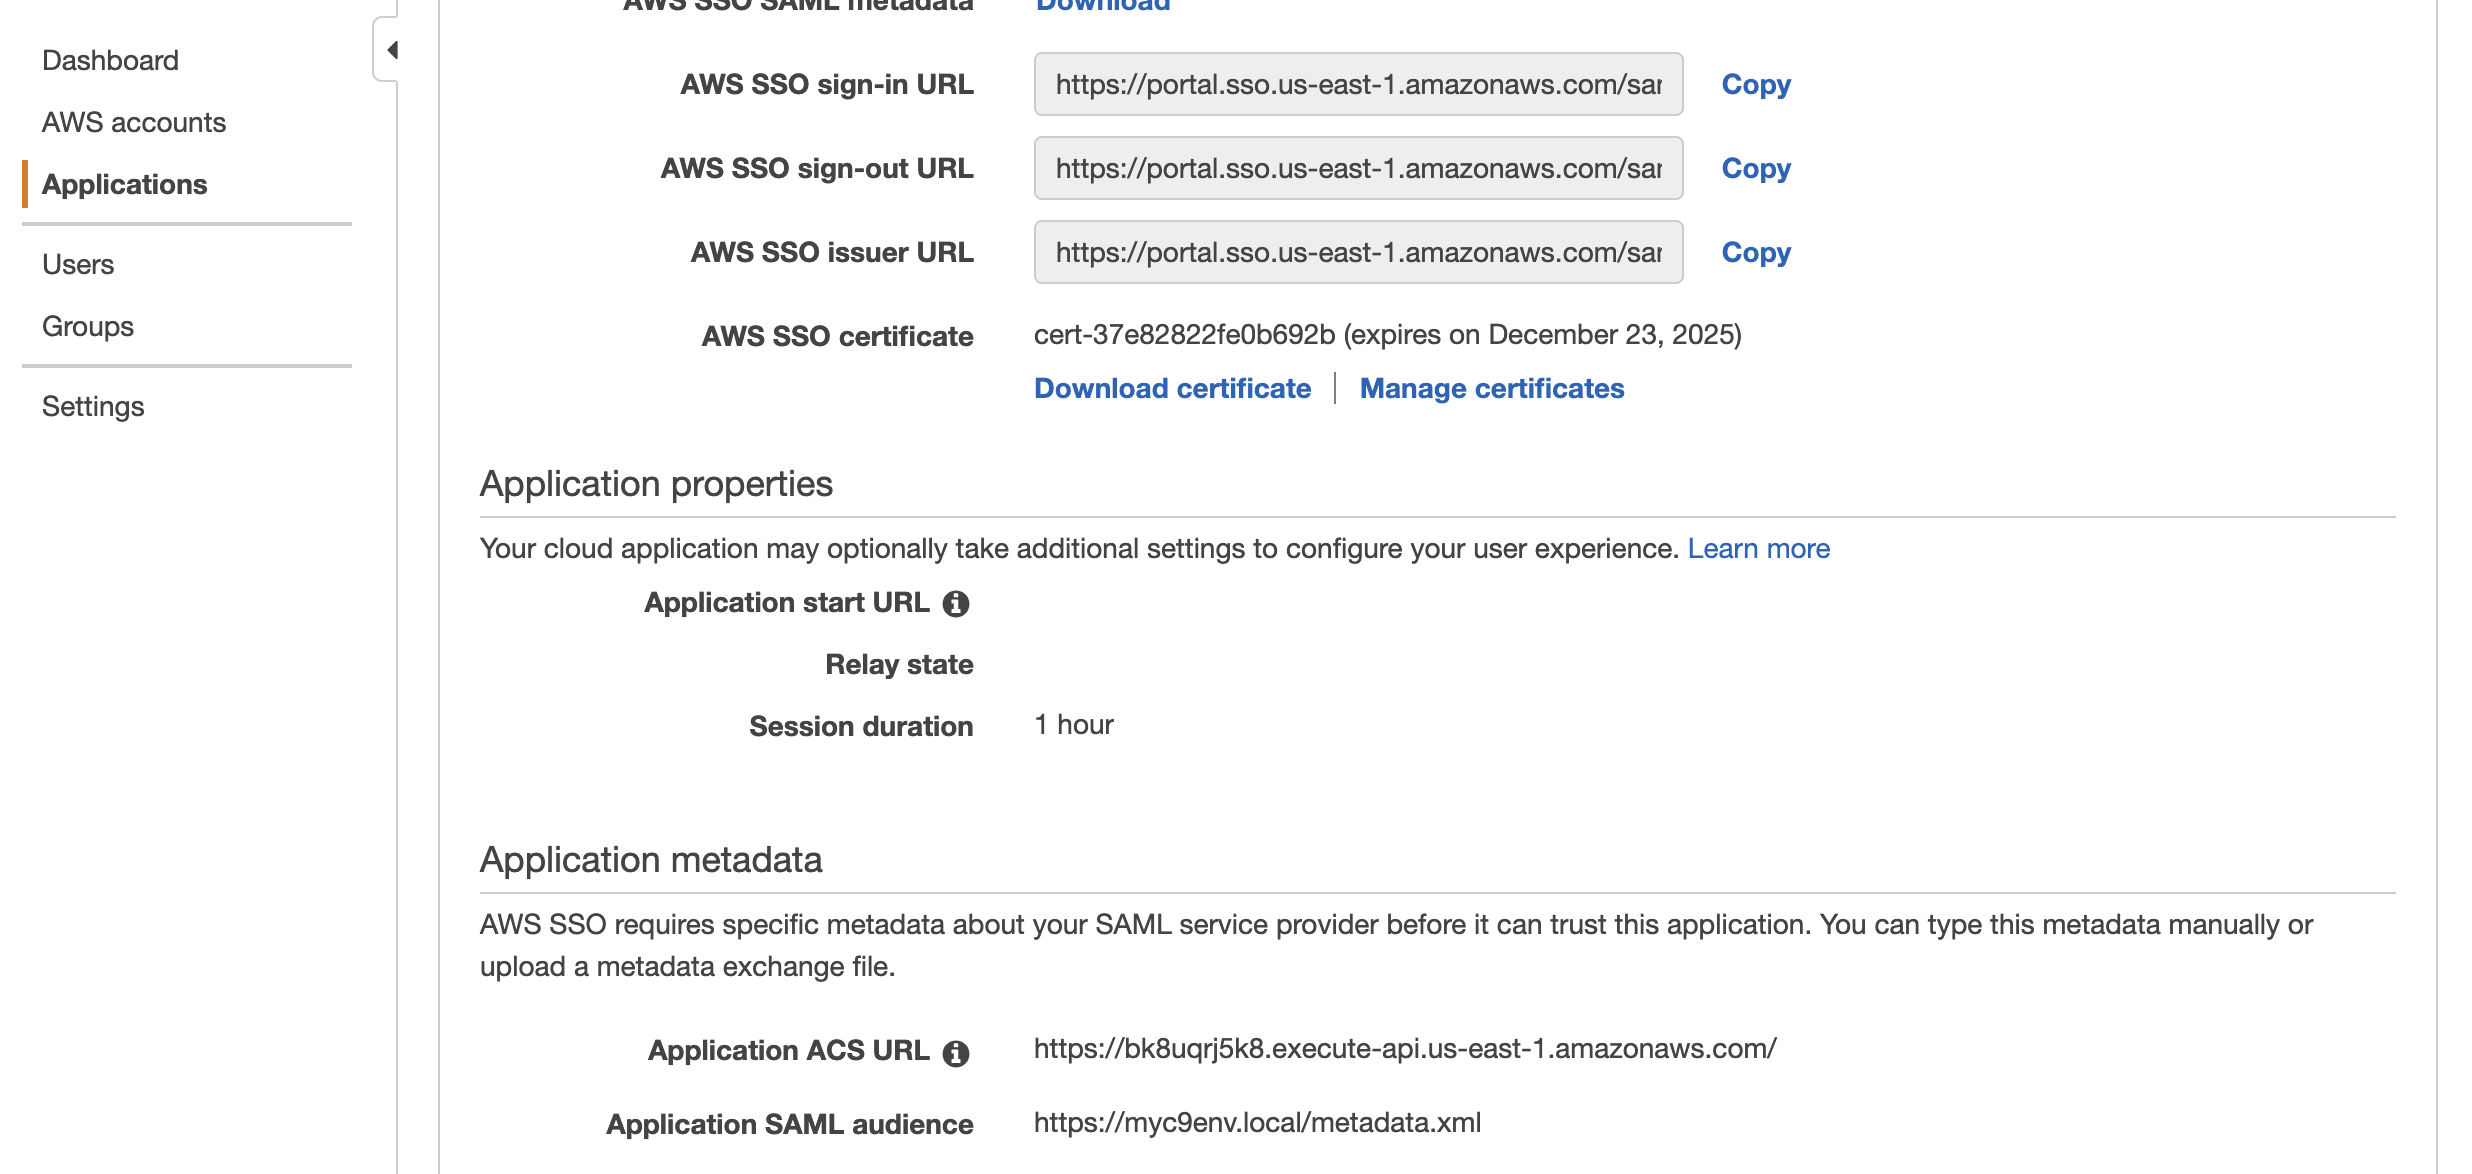 Dashboard
AWS accounts
Applications
Users
Groups
Settings
AWS SSO SAML metadata Download
AWS SSO sign-in URL https://portal.sso.us-east-1.amazonaws.com/sar Copy
AWS SSO sign-out URL https://portal.sso.us-east-1.amazonaws.com/sar Copy
AWS SSO issuer URL https://portal.sso.us-east-1.amazonaws.com/sar Copy
AWS SSO certificate cert-37e82822fe0b692b (expires on December 23, 2025)
Download certificate | Manage certificates
Application properties
Your cloud application may optionally take additional settings to configure your user experience. Learn more
Application start URL
Relay state
Session duration 1 hour
Application metadata
AWS SSO requires specific metadata about your SAML service provider before it can trust this application. You can type this metadata manually or
upload a metadata exchange file.
Application ACS URL https://bk8uqrj5k8.execute-api.us-east-1.amazonaws.com/
Application SAML audience https://myc9env.local/metadata.xml